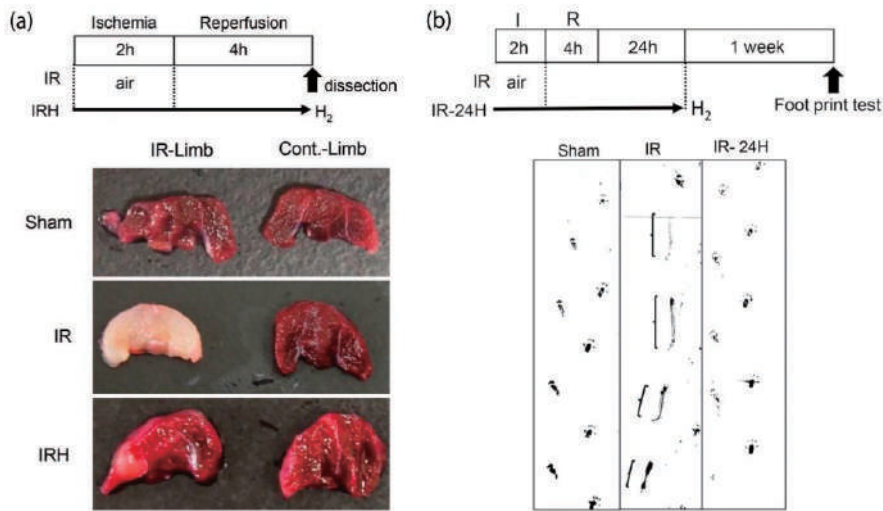 (a)
Ischemia Reperfusion
2h 4h
IR air dissection
IRH H2
IR-Limb Cont.-Limb
Sham
IR
IRH
(b)
I R
2h 4h 24h 1 week
IR air
IR-24H H2 Foot print test
Sham IR IR- 24H